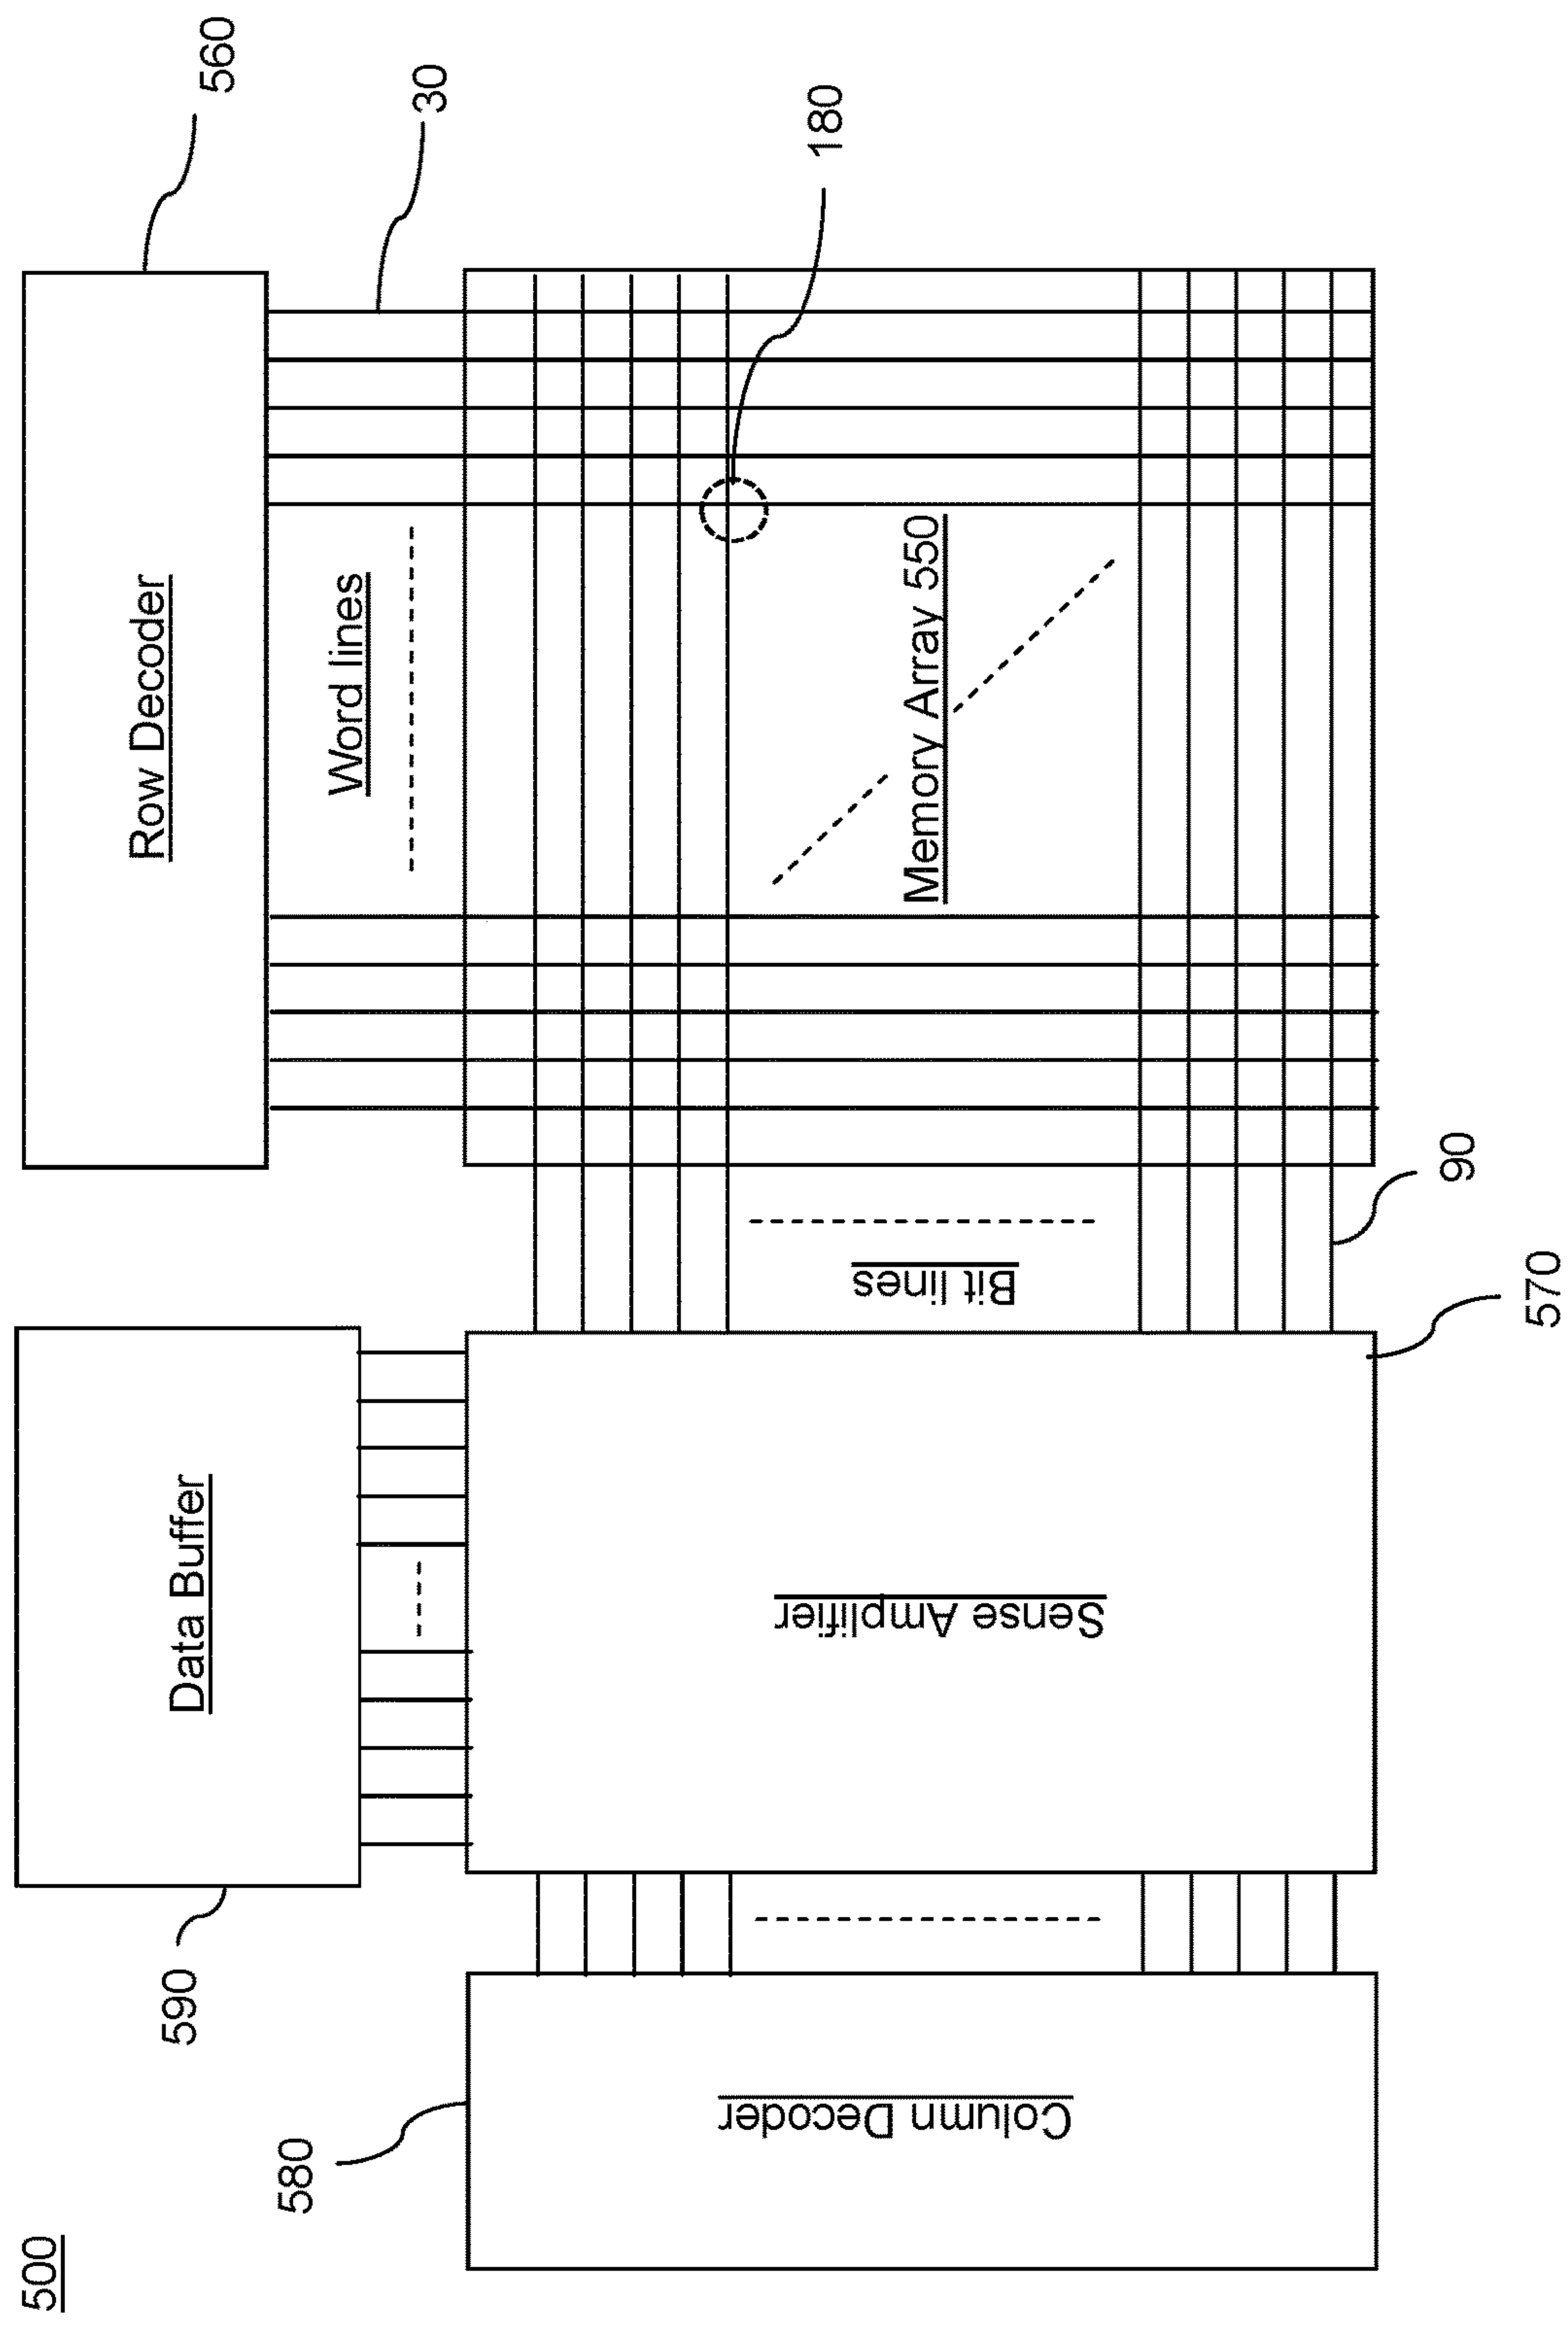 500
580
590
Column Decoder
Data Buffer
Sense Amplifier
570
Bit lines
90
Row Decoder
Word lines
Memory Array 550
560
30
180